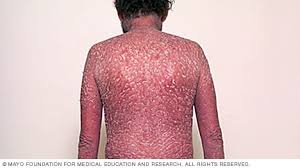 © MAYO FOUNDATION FOR MEDICAL EDUCATION AND RESEARCH. ALL RIGHTS RESERVED.